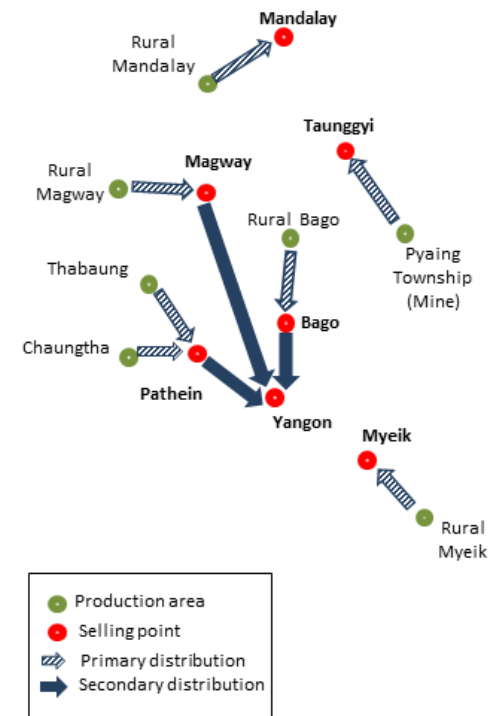 Mandalay
Rural
Mandalay
Taunggyi
Magway
Rural
Magway
Rural Bago
Pyaing
Township
(Mine)
Thabaung
Bago
Chaungtha
Pathein
Yangon
Myeik
Rural
Myeik
Production area
Selling point
Primary distribution
Secondary distribution